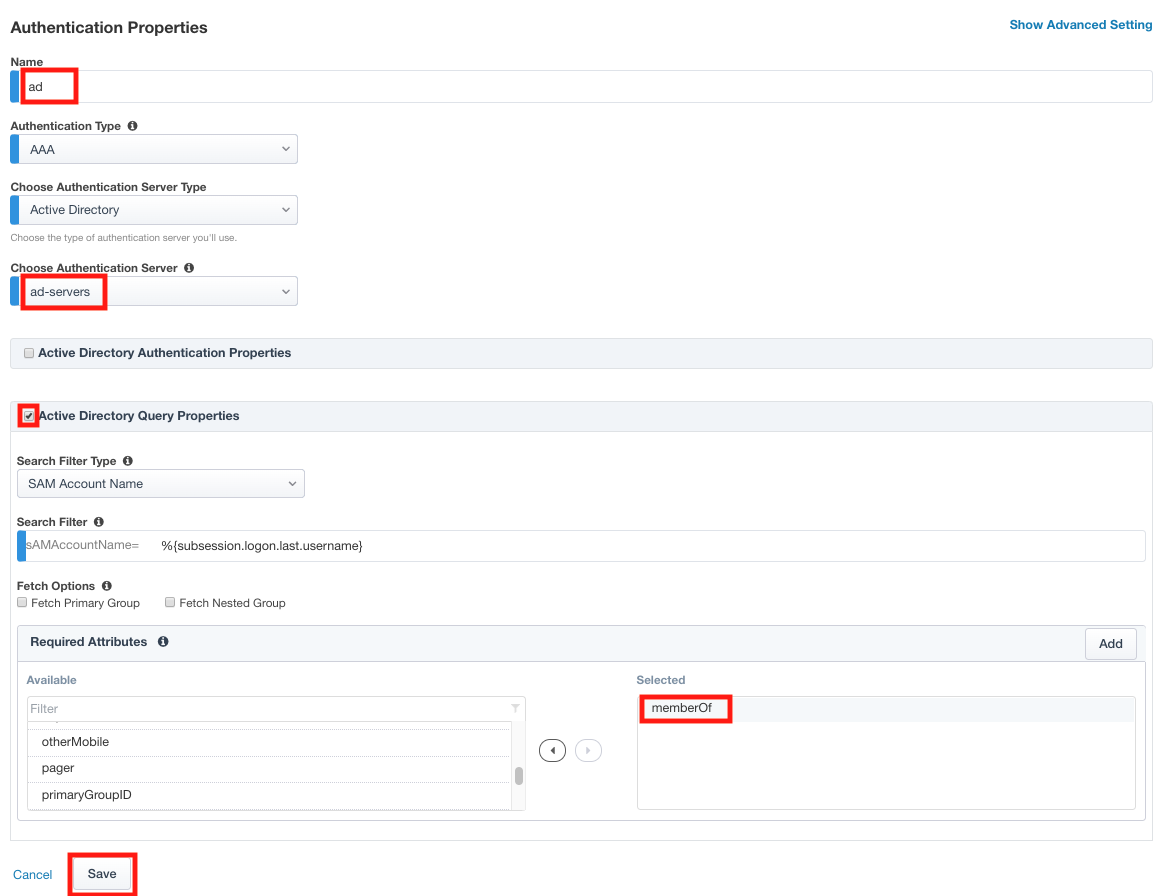 Authentication Properties
Show Advanced Setting
Name
ad
Authentication Type
AAA
Choose Authentication Server Type
Active Directory
Choose the type of authentication server you'll use.
Choose Authentication Server
ad-servers
Active Directory Authentication Properties
Active Directory Query Properties
Search Filter Type
SAM Account Name
Search Filter
sAMAccountName= %{subsession.logon.last.username}
Fetch Options
Fetch Primary Group Fetch Nested Group
Required Attributes
Add
Available Selected
Filter
memberOf
otherMobile
pager
primaryGroupID
Cancel Save